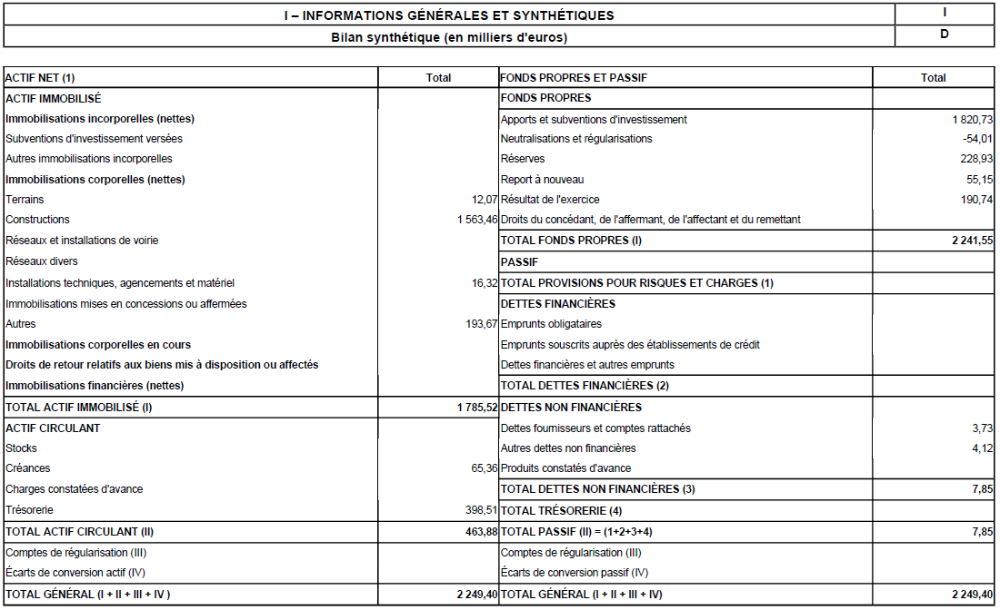 I – INFORMATIONS GÉNÉRALES ET SYNTHÉTIQUES I
Bilan synthétique (en milliers d'euros) D
ACTIF NET (1) Total FONDS PROPRES ET PASSIF Total
ACTIF IMMOBILISÉ FONDS PROPRES
Immobilisations incorporelles (nettes) Apports et subventions d'investissement 1 820,73
Subventions d'investissement versées Neutralisations et régularisations -54,01
Autres immobilisations incorporelles Réserves 228,93
Immobilisations corporelles (nettes) Report à nouveau 55,15
Terrains 12,07 Résultat de l'exercice 190,74
Constructions 1 563,46 Droits du concédant, de l'affermant, de l'affectant et du remettant
Réseaux et installations de voirie TOTAL FONDS PROPRES (I) 2 241,55
Réseaux divers PASSIF
Installations techniques, agencements et matériel 16,32 TOTAL PROVISIONS POUR RISQUES ET CHARGES (1)
Immobilisations mises en concessions ou affermées DETTES FINANCIÈRES
Autres 193,67 Emprunts obligataires
Immobilisations corporelles en cours Emprunts souscrits auprès des établissements de crédit
Droits de retour relatifs aux biens mis à disposition ou affectés Dettes financières et autres emprunts
Immobilisations financières (nettes) TOTAL DETTES FINANCIÈRES (2)
TOTAL ACTIF IMMOBILISÉ (I) 1 785,52 DETTES NON FINANCIÈRES
ACTIF CIRCULANT Dettes fournisseurs et comptes rattachés 3,73
Stocks Autres dettes non financières 4,12
Créances 65,36 Produits constatés d'avance
Charges constatées d'avance TOTAL DETTES NON FINANCIÈRES (3) 7,85
Trésorerie 398,51 TOTAL TRÉSORERIE (4)
TOTAL ACTIF CIRCULANT (II) 463,88 TOTAL PASSIF (II) = (1+2+3+4) 7,85
Comptes de régularisation (III) Comptes de régularisation (III)
Écarts de conversion actif (IV) Écarts de conversion passif (IV)
TOTAL GÉNÉRAL (I + II + III + IV ) 2 249,40 TOTAL GÉNÉRAL (I + II + III + IV) 2 249,40